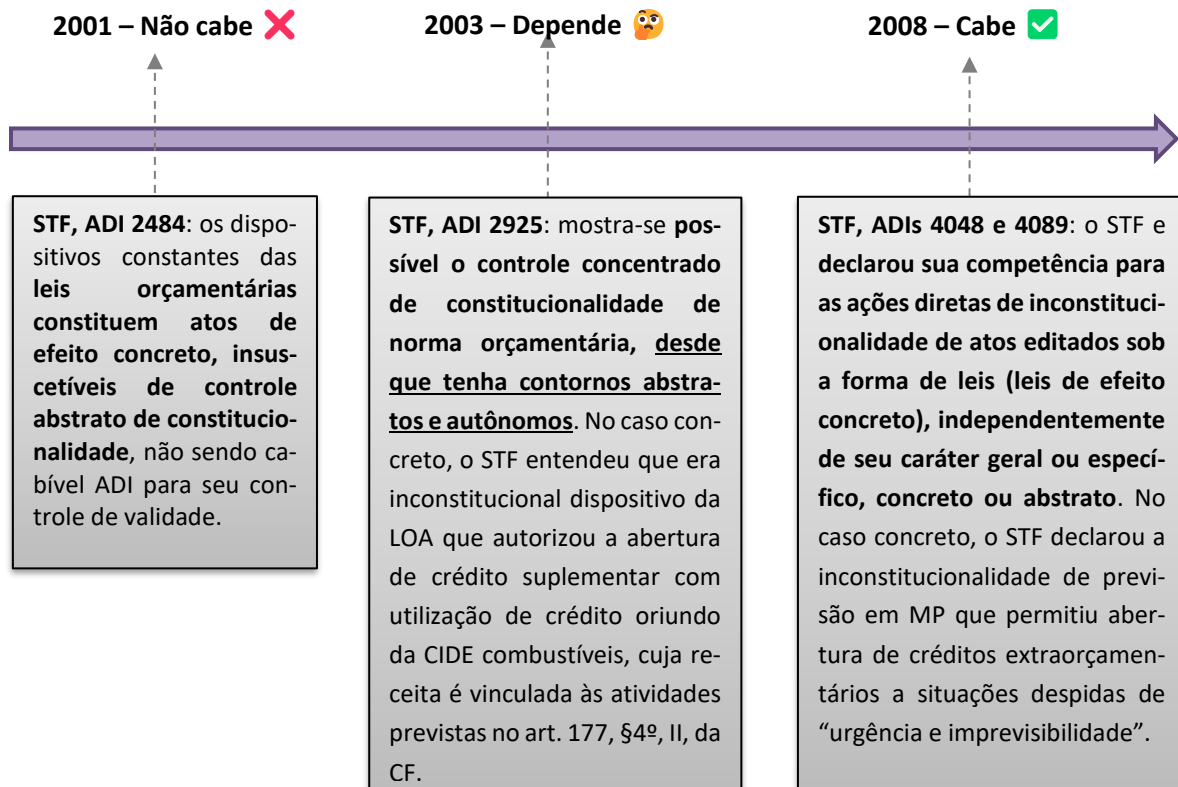 2001 – Não cabe ❌
2003 – Depende 🤔
2008 – Cabe ✅
STF, ADI 2484: os dispo-
sitivos constantes das
leis orçamentárias
constituem atos de
efeito concreto, insus-
cetíveis de controle
abstrato de constitucio-
nalidade, não sendo ca-
bível ADI para seu con-
trole de validade.
STF, ADI 2925: mostra-se pos-
sível o controle concentrado
de constitucionalidade de
norma orçamentária, desde
que tenha contornos abstra-
tos e autônomos. No caso con-
creto, o STF entendeu que era
inconstitucional dispositivo da
LOA que autorizou a abertura
de crédito suplementar com
utilização de crédito oriundo
da CIDE combustíveis, cuja re-
ceita é vinculada às atividades
previstas no art. 177, §4º, II, da
CF.
STF, ADIs 4048 e 4089: o STF e
declarou sua competência para
as ações diretas de inconstituci-
onalidade de atos editados sob
a forma de leis (leis de efeito
concreto), independentemente
de seu caráter geral ou especí-
fico, concreto ou abstrato. No
caso concreto, o STF declarou a
inconstitucionalidade de previ-
são em MP que permitiu aber-
tura de créditos extraorçamen-
tários a situações despidas de
“urgência e imprevisibilidade”.